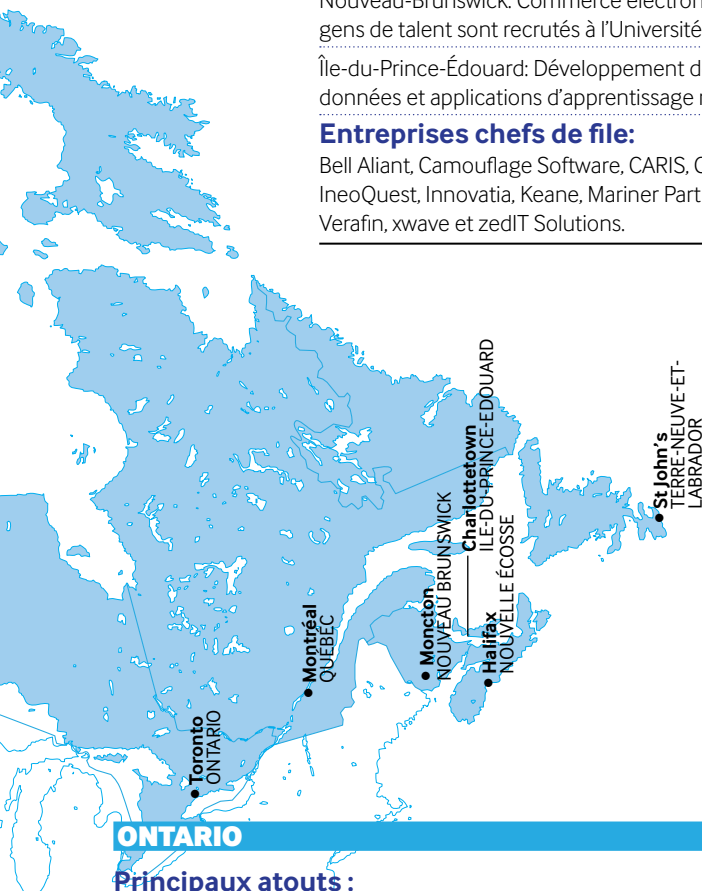 Nouveau-Brunswick: Commerce électron
gens de talent sont recrutés à l'Université
Île-du-Prince-Édouard: Développement d
données et applications d'apprentissage
Entreprises chefs de file:
Bell Aliant, Camouflage Software, CARIS,
IneoQuest, Innovatia, Keane, Mariner Part
Verafin, xwave et zedIT Solutions.
St John's
TERRE-NEUVE-ET-
LABRADOR
Charlottetown
ILE-DU-PRINCE-EDOUARD
Moncton
NOUVEAU BRUNSWICK
Halifax
NOUVELLE ÉCOSSE
Montréal
QUÉBEC
Toronto
ONTARIO
ONTARIO
Principaux atouts :